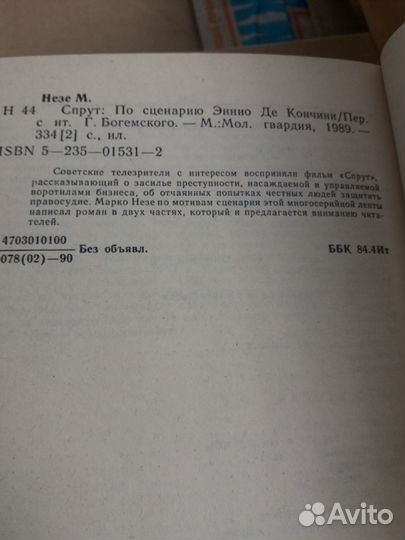 Незе М.
Н 44 Спрут: По сценарию Эннио Де Кончини/Пер.
с ит. Г. Богемского. — М.:Мол. гвардия, 1989. —
334[2] с., ил.
ISBN 5—235—01531—2
Советские телезрители с интересом восприняли фильм «Спрут»,
рассказывающий о засилье преступности, насаждаемой и управляемой
воротилами бизнеса, об отчаянных попытках честных людей защитить
правосудие. Марко Незе по мотивам сценария этой многосерийной ленты
написал роман в двух частях, который и предлагается вниманию чита-
телей.
4703010100
078(02)—90 Без объявл. ББК 84.4Ит
Avito